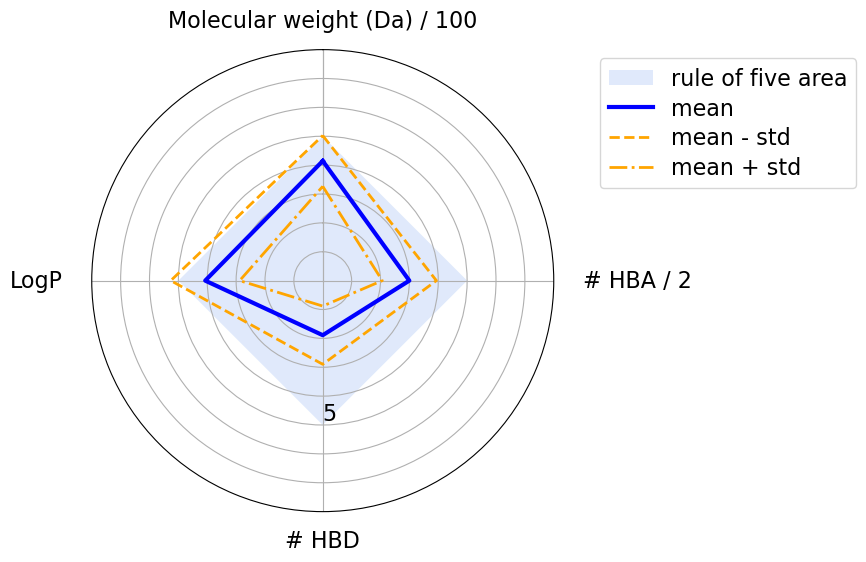 Molecular weight (Da) / 100
rule of five area
mean
mean - std
mean + std
LogP
# HBA / 2
5
# HBD